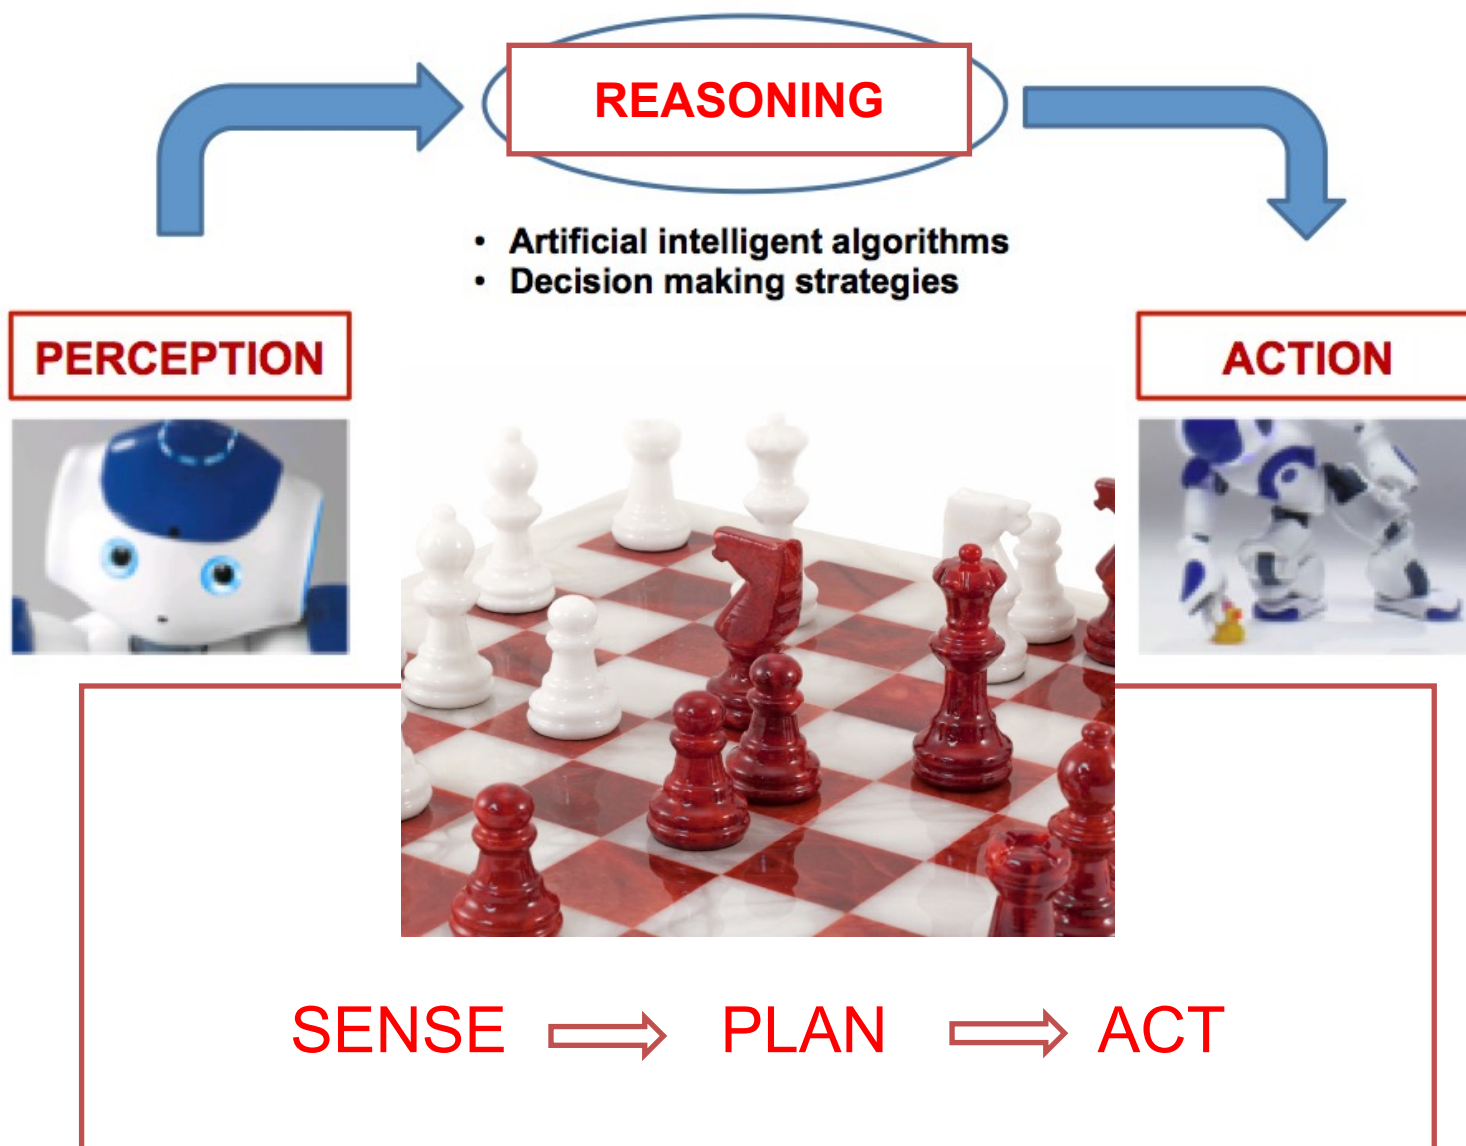 REASONING
• Artificial intelligent algorithms
• Decision making strategies
PERCEPTION
ACTION
SENSE
PLAN
ACT